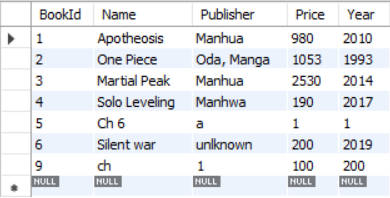 BookId Name Publisher Price Year
1 Apotheosis Manhua 980 2010
2 One Piece Oda, Manga 1053 1993
3 Martial Peak Manhua 2530 2014
4 Solo Leveling Manhwa 190 2017
5 Ch 6 a 1 1
6 Silent war unlknown 200 2019
9 ch 1 100 200
NULL NULL NULL NULL NULL